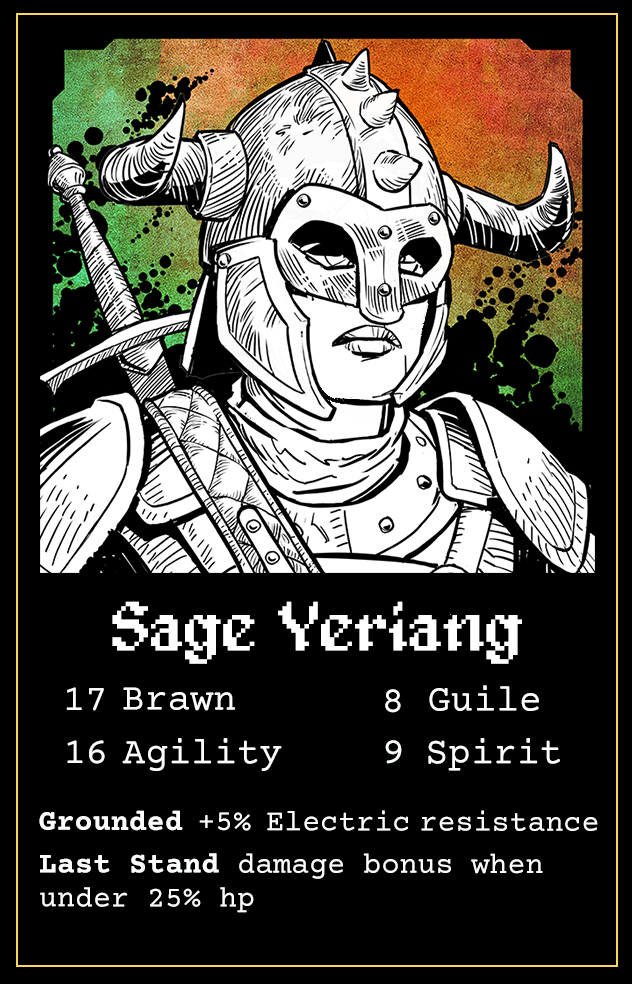 Sage Yeriang
17 Brawn 8 Guile
16 Agility 9 Spirit
Grounded +5% Electric resistance
Last Stand damage bonus when
under 25% hp